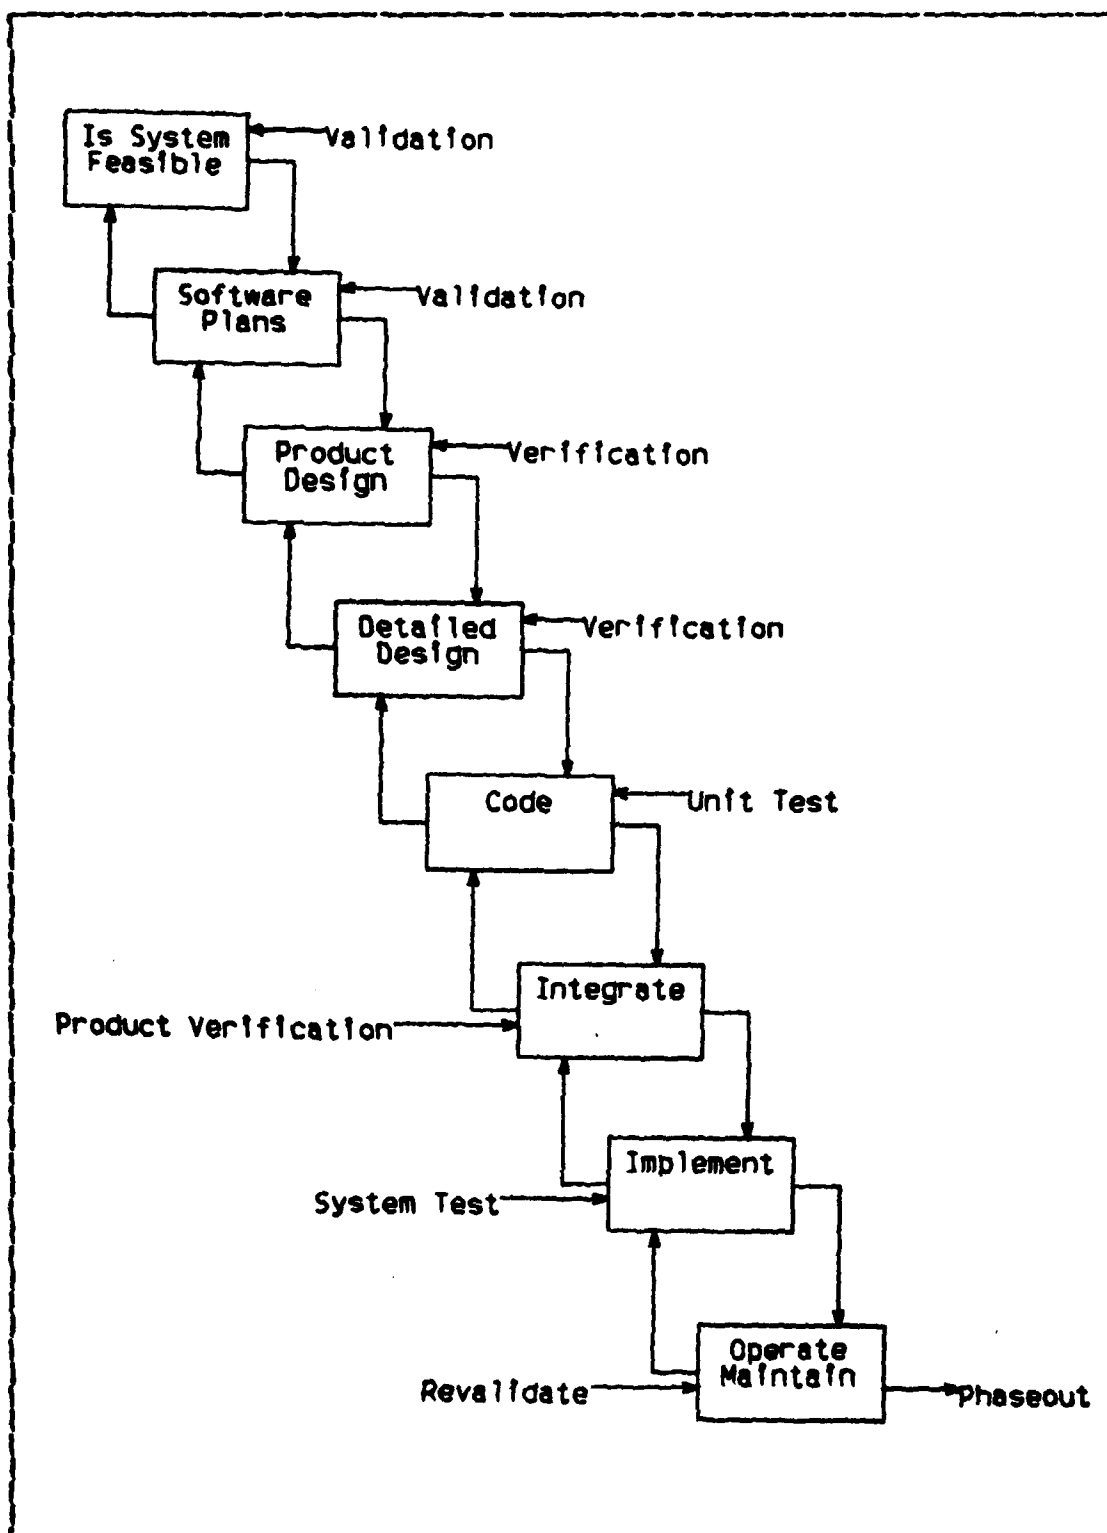 Is System
Feasible
Validation
Software
Plans
Validation
Product
Design
Verification
Detailed
Design
Verification
Code
Unit Test
Integrate
Product Verification
Implement
System Test
Operate
Maintain
Revalidate
Phaseout